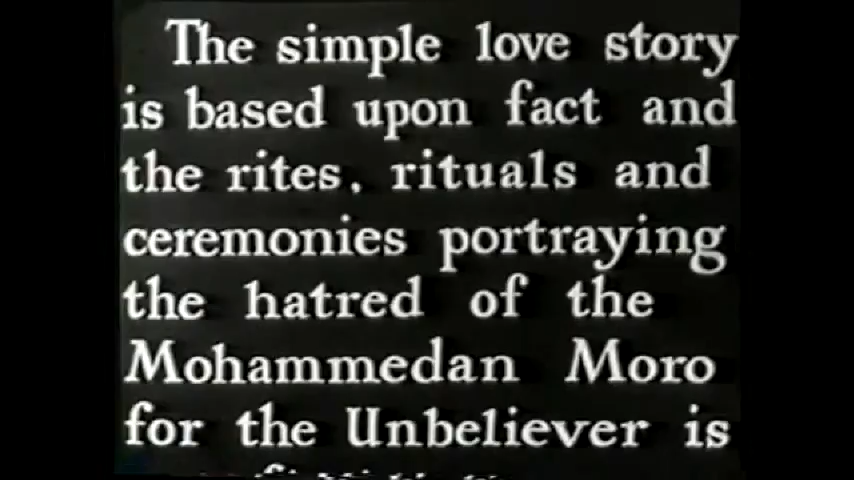 The simple love story
is based upon fact and
the rites, rituals and
ceremonies portraying
the hatred of the
Mohammedan Moro
for the Unbeliever is